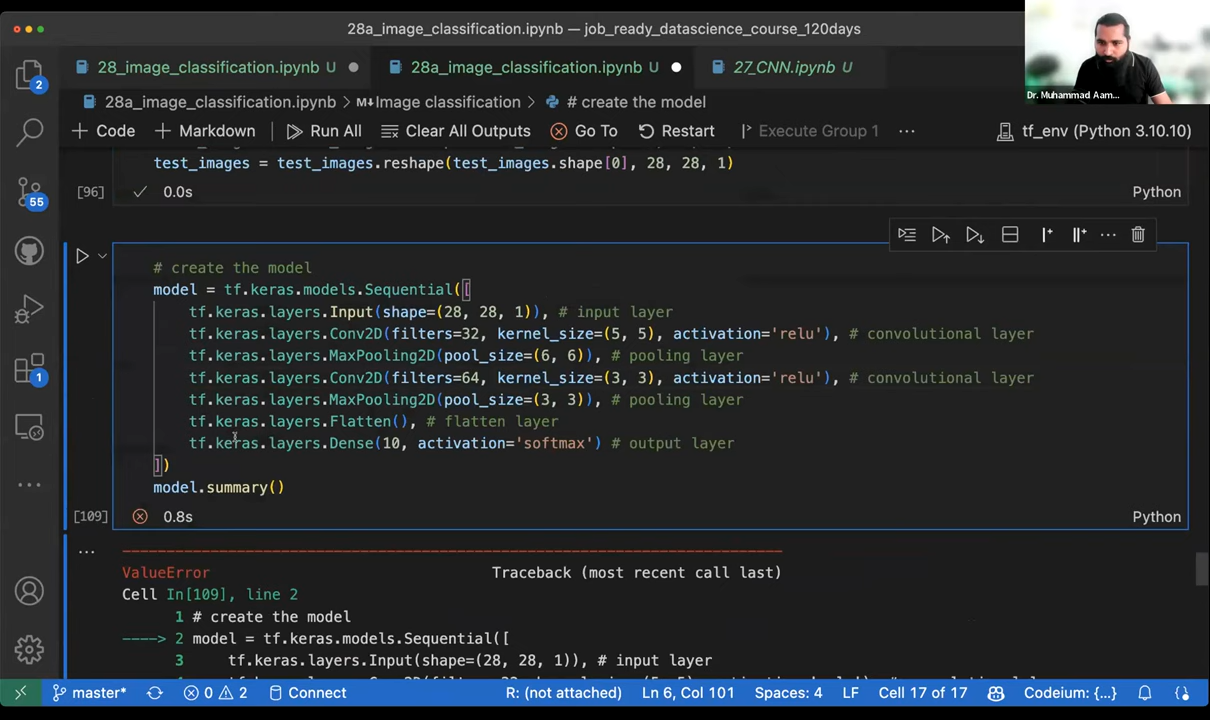 28a_image_classification.ipynb — job_ready_datascience_course_120days
Dr. Muhammad Aam...
28_image_classification.ipynb U
28a_image_classification.ipynb U
27_CNN.ipynb U
28a_image_classification.ipynb > Image classification > # create the model
+ Code + Markdown Run All Clear All Outputs Go To Restart Execute Group 1 ... tf_env (Python 3.10.10)
test_images = test_images.reshape(test_images.shape[0], 28, 28, 1)
[96] 0.0s Python
# create the model
model = tf.keras.models.Sequential([
tf.keras.layers.Input(shape=(28, 28, 1)), # input layer
tf.keras.layers.Conv2D(filters=32, kernel_size=(5, 5), activation='relu'), # convolutional layer
tf.keras.layers.MaxPooling2D(pool_size=(6, 6)), # pooling layer
tf.keras.layers.Conv2D(filters=64, kernel_size=(3, 3), activation='relu'), # convolutional layer
tf.keras.layers.MaxPooling2D(pool_size=(3, 3)), # pooling layer
tf.keras.layers.Flatten(), # flatten layer
tf.keras.layers.Dense(10, activation='softmax') # output layer
])
model.summary()
[109] 0.8s Python
...
ValueError Traceback (most recent call last)
Cell In[109], line 2
1 # create the model
----> 2 model = tf.keras.models.Sequential([
3 tf.keras.layers.Input(shape=(28, 28, 1)), # input layer
2
55
1
master* 0 2 Connect R: (not attached) Ln 6, Col 101 Spaces: 4 LF Cell 17 of 17 Codeium: {...}